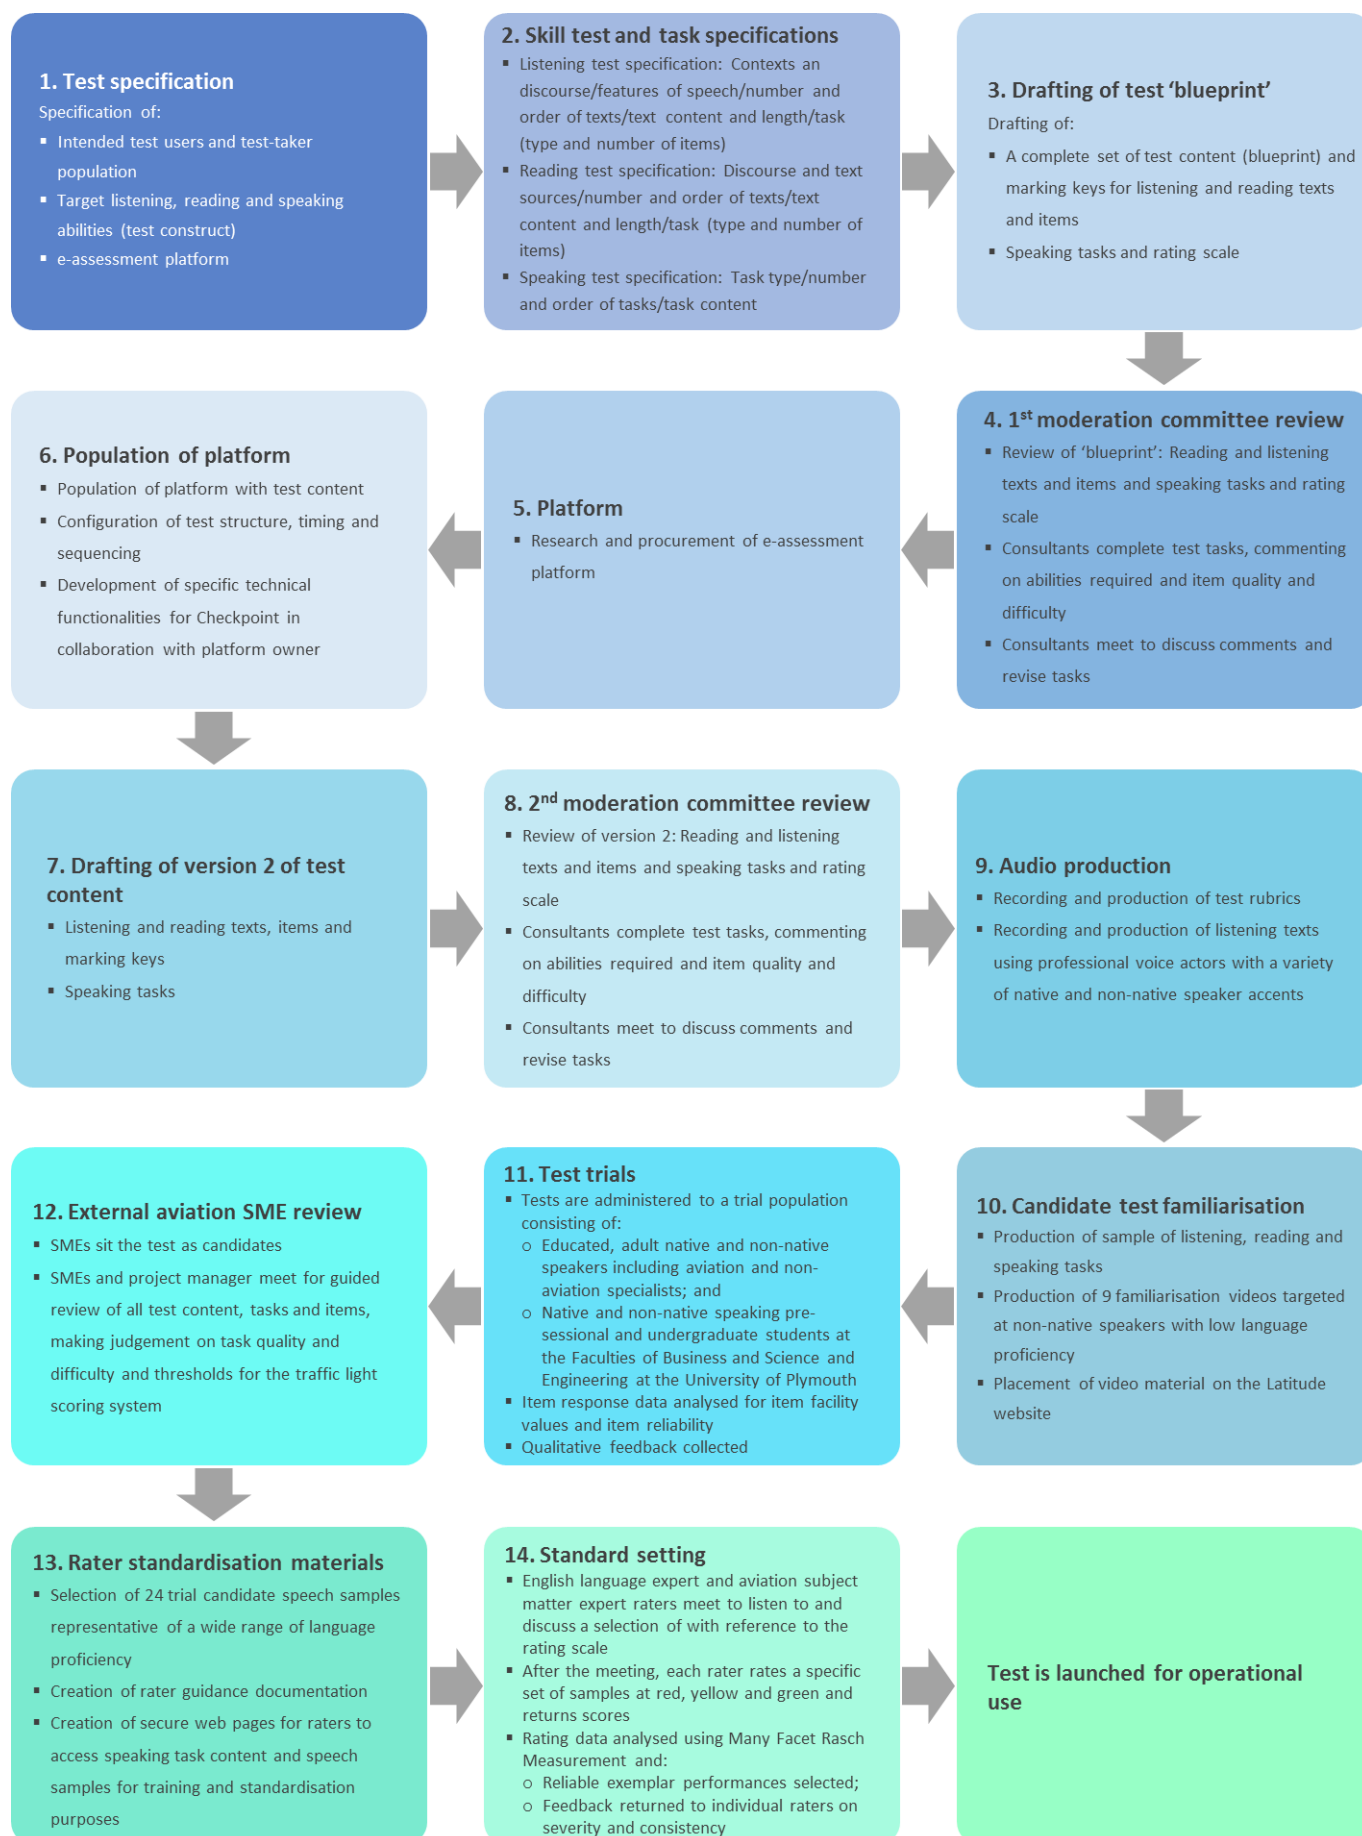 1. Test specification
Specification of:
▪ Intended test users and test-taker
population
▪ Target listening, reading and speaking
abilities (test construct)
▪ e-assessment platform
2. Skill test and task specifications
▪ Listening test specification: Contexts an
discourse/features of speech/number and
order of texts/text content and length/task
(type and number of items)
▪ Reading test specification: Discourse and text
sources/number and order of texts/text
content and length/task (type and number of
items)
▪ Speaking test specification: Task type/number
and order of tasks/task content
3. Drafting of test ‘blueprint’
Drafting of:
▪ A complete set of test content (blueprint) and
marking keys for listening and reading texts
and items
▪ Speaking tasks and rating scale
4. 1st moderation committee review
▪ Review of ‘blueprint’: Reading and listening
texts and items and speaking tasks and rating
scale
▪ Consultants complete test tasks, commenting
on abilities required and item quality and
difficulty
▪ Consultants meet to discuss comments and
revise tasks
5. Platform
▪ Research and procurement of e-assessment
platform
6. Population of platform
▪ Population of platform with test content
▪ Configuration of test structure, timing and
sequencing
▪ Development of specific technical
functionalities for Checkpoint in
collaboration with platform owner
7. Drafting of version 2 of test
content
▪ Listening and reading texts, items and
marking keys
▪ Speaking tasks
8. 2nd moderation committee review
▪ Review of version 2: Reading and listening
texts and items and speaking tasks and rating
scale
▪ Consultants complete test tasks, commenting
on abilities required and item quality and
difficulty
▪ Consultants meet to discuss comments and
revise tasks
9. Audio production
▪ Recording and production of test rubrics
▪ Recording and production of listening texts
using professional voice actors with a variety
of native and non-native speaker accents
10. Candidate test familiarisation
▪ Production of sample of listening, reading and
speaking tasks
▪ Production of 9 familiarisation videos targeted
at non-native speakers with low language
proficiency
▪ Placement of video material on the Latitude
website
11. Test trials
▪ Tests are administered to a trial population
consisting of:
o Educated, adult native and non-native
speakers including aviation and non-
aviation specialists; and
o Native and non-native speaking pre-
sessional and undergraduate students at
the Faculties of Business and Science and
Engineering at the University of Plymouth
▪ Item response data analysed for item facility
values and item reliability
▪ Qualitative feedback collected
12. External aviation SME review
▪ SMEs sit the test as candidates
▪ SMEs and project manager meet for guided
review of all test content, tasks and items,
making judgement on task quality and
difficulty and thresholds for the traffic light
scoring system
13. Rater standardisation materials
▪ Selection of 24 trial candidate speech samples
representative of a wide range of language
proficiency
▪ Creation of rater guidance documentation
▪ Creation of secure web pages for raters to
access speaking task content and speech
samples for training and standardisation
purposes
14. Standard setting
▪ English language expert and aviation subject
matter expert raters meet to listen to and
discuss a selection of with reference to the
rating scale
▪ After the meeting, each rater rates a specific
set of samples at red, yellow and green and
returns scores
▪ Rating data analysed using Many Facet Rasch
Measurement and:
o Reliable exemplar performances selected;
o Feedback returned to individual raters on
severity and consistency
Test is launched for operational
use